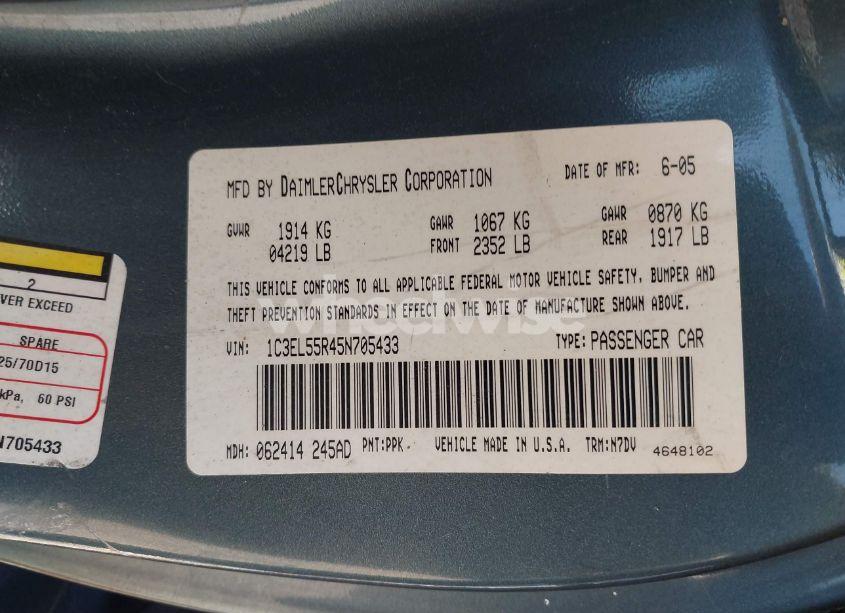 MFD BY DAIMLERCHRYSLER CORPORATION DATE OF MFR: 6-05
GVWR 1914 KG GAWR 1067 KG GAWR 0870 KG
04219 LB FRONT 2352 LB REAR 1917 LB
THIS VEHICLE CONFORMS TO ALL APPLICABLE FEDERAL MOTOR VEHICLE SAFETY, BUMPER AND
THEFT PREVENTION STANDARDS IN EFFECT ON THE DATE OF MANUFACTURE SHOWN ABOVE.
VIN: 1C3EL55R45N705433 TYPE: PASSENGER CAR
MDH: 062414 245AD PNT:PPK VEHICLE MADE IN U.S.A. TRM:N7DV 4648102
2
VER EXCEED
SPARE
25/70D15
kPa, 60 PSI
N705433
wheelwise